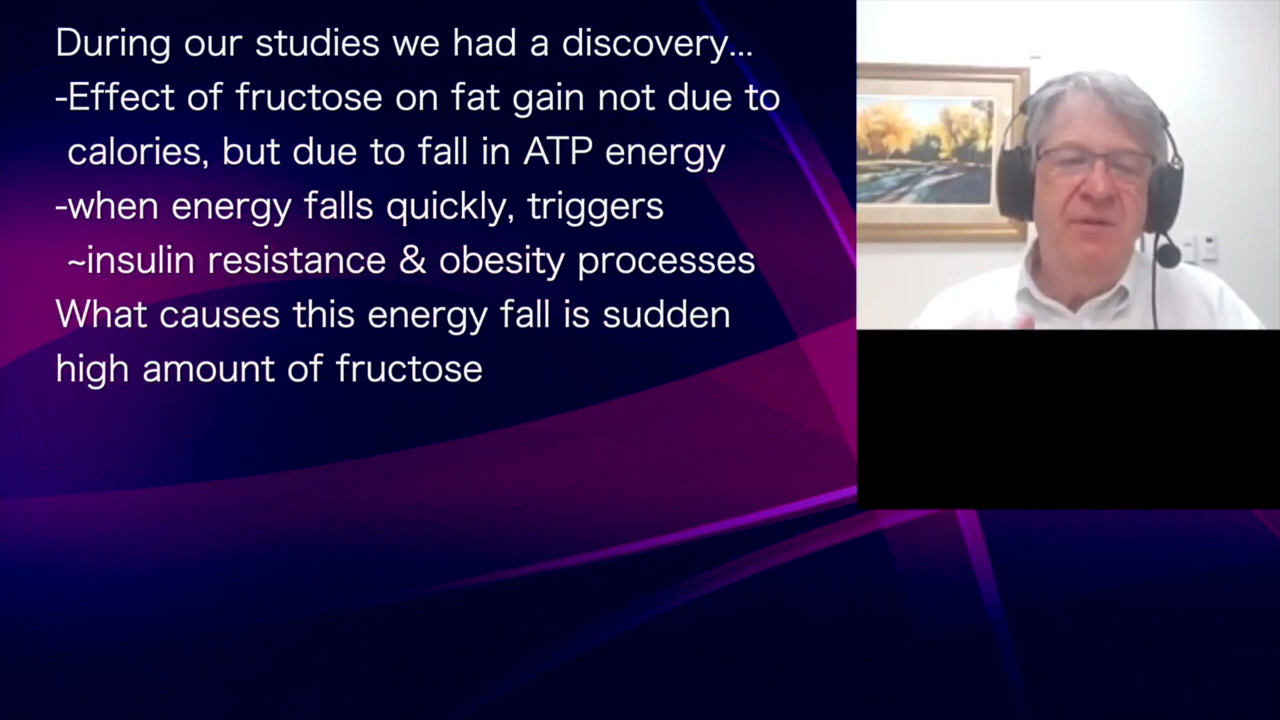 During our studies we had a discovery...
-Effect of fructose on fat gain not due to
calories, but due to fall in ATP energy
-when energy falls quickly, triggers
~insulin resistance & obesity processes
What causes this energy fall is sudden
high amount of fructose